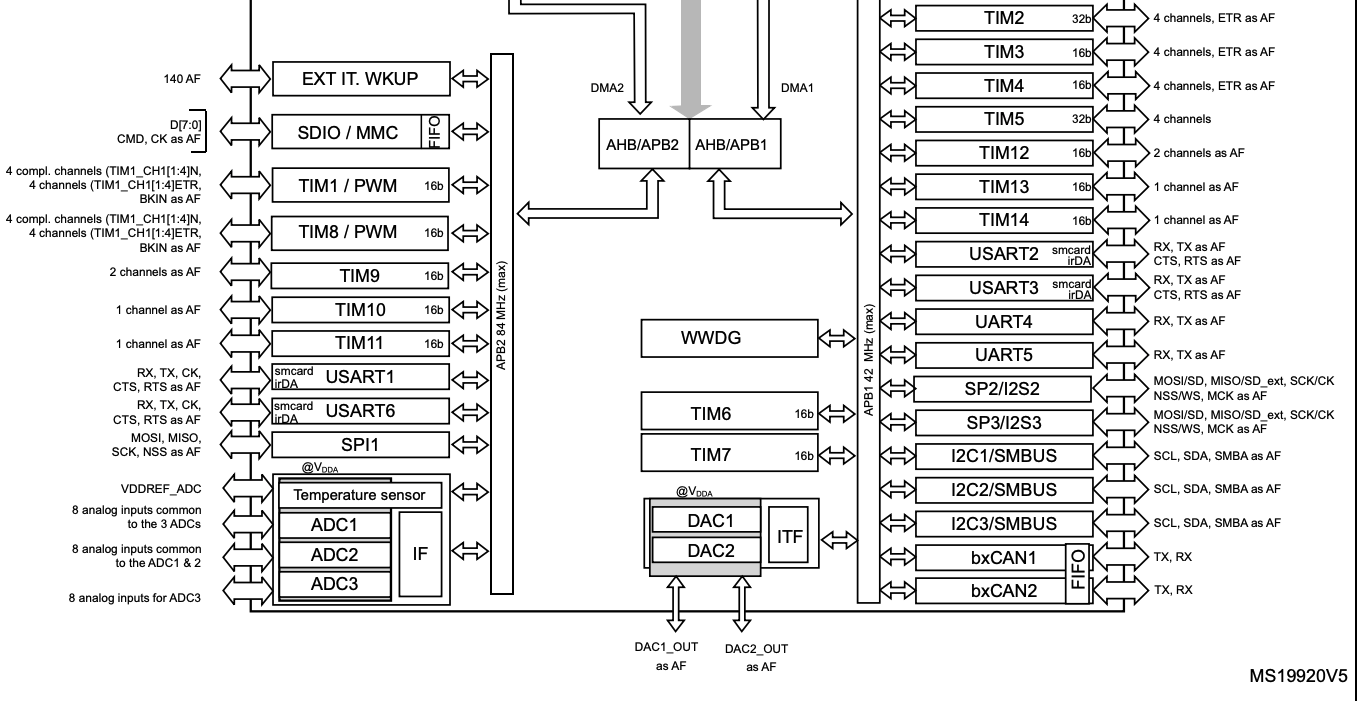 140 AF
EXT IT. WKUP
D[7:0]
CMD, CK as AF
SDIO / MMC
FIFO
4 compl. channels (TIM1_CH1[1:4]N,
4 channels (TIM1_CH1[1:4]ETR,
BKIN as AF
TIM1 / PWM 16b
4 compl. channels (TIM1_CH1[1:4]N,
4 channels (TIM1_CH1[1:4]ETR,
BKIN as AF
TIM8 / PWM 16b
2 channels as AF
TIM9 16b
1 channel as AF
TIM10 16b
1 channel as AF
TIM11 16b
RX, TX, CK,
CTS, RTS as AF
smcard
irDA
USART1
RX, TX, CK,
CTS, RTS as AF
smcard
irDA
USART6
MOSI, MISO,
SCK, NSS as AF
SPI1
@VDDA
VDDREF_ADC
Temperature sensor
8 analog inputs common
to the 3 ADCs
ADC1
8 analog inputs common
to the ADC1 & 2
ADC2
IF
8 analog inputs for ADC3
ADC3
APB2 84 MHz (max)
DMA2
DMA1
AHB/APB2
AHB/APB1
WWDG
TIM6 16b
TIM7 16b
@VDDA
DAC1
DAC2
ITF
DAC1_OUT
as AF
DAC2_OUT
as AF
APB1 42 MHz (max)
TIM2 32b
4 channels, ETR as AF
TIM3 16b
4 channels, ETR as AF
TIM4 16b
4 channels, ETR as AF
TIM5 32b
4 channels
TIM12 16b
2 channels as AF
TIM13 16b
1 channel as AF
TIM14 16b
1 channel as AF
USART2
smcard
irDA
RX, TX as AF
CTS, RTS as AF
USART3
smcard
irDA
RX, TX as AF
CTS, RTS as AF
UART4
RX, TX as AF
UART5
RX, TX as AF
SP2/I2S2
MOSI/SD, MISO/SD_ext, SCK/CK
NSS/WS, MCK as AF
SP3/I2S3
MOSI/SD, MISO/SD_ext, SCK/CK
NSS/WS, MCK as AF
I2C1/SMBUS
SCL, SDA, SMBA as AF
I2C2/SMBUS
SCL, SDA, SMBA as AF
I2C3/SMBUS
SCL, SDA, SMBA as AF
bxCAN1
TX, RX
FIFO
bxCAN2
TX, RX
MS19920V5